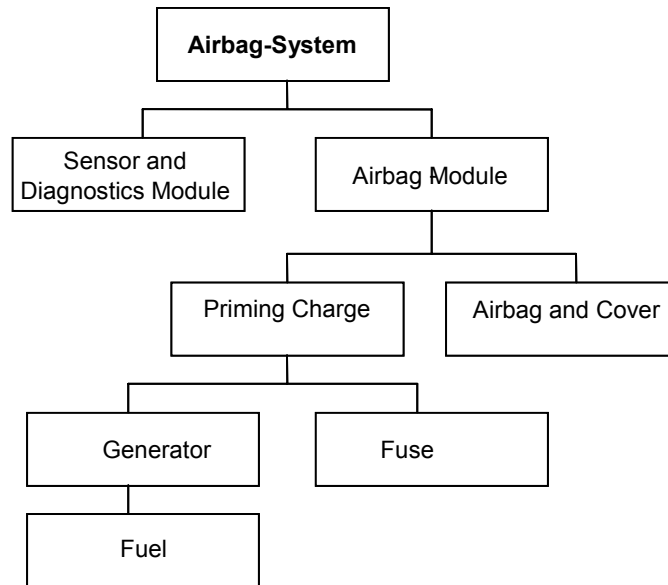 Airbag-System
Sensor and
Diagnostics Module
Airbag Module
Priming Charge
Airbag and Cover
Generator
Fuse
Fuel